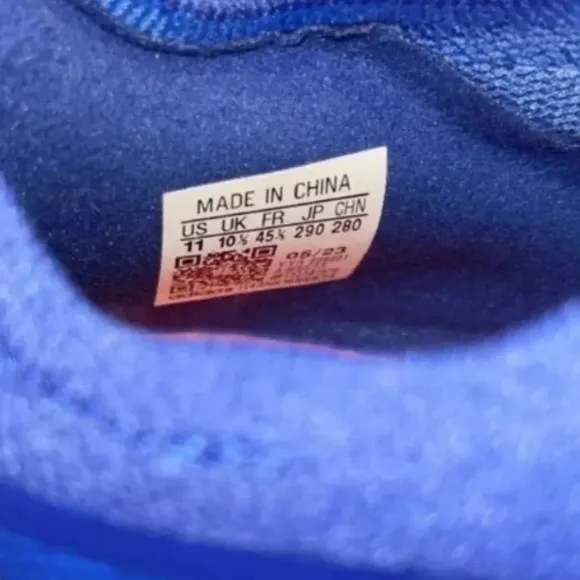 MADE IN CHINA
US UK FR JP CHN
11 10½ 45⅓ 290 280
05/23